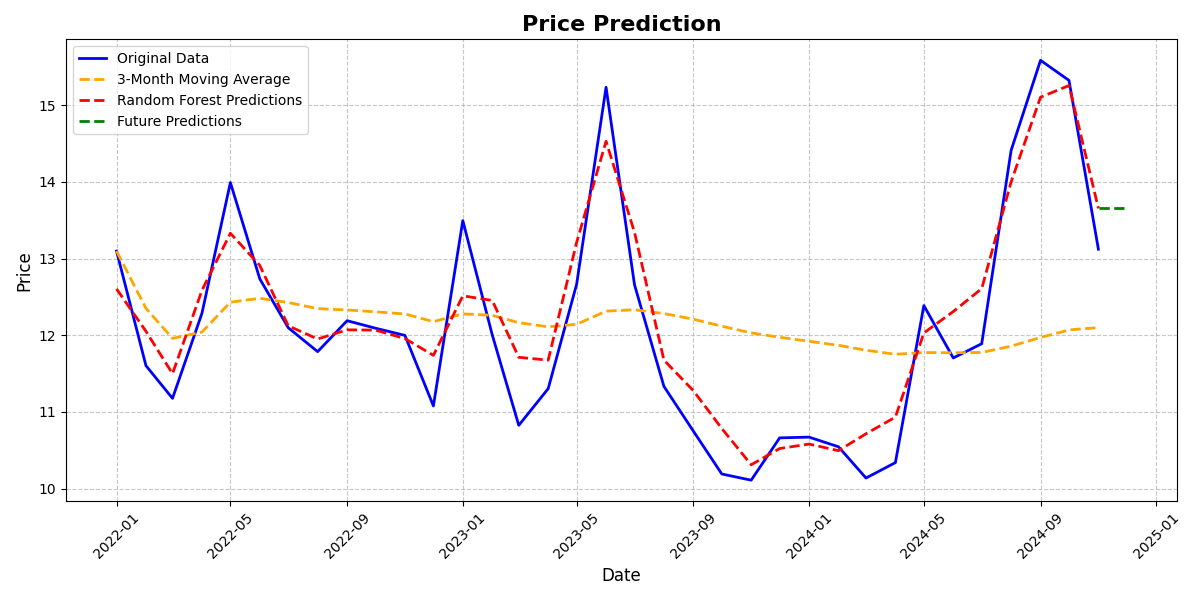 Price Prediction
Original Data
3-Month Moving Average
Random Forest Predictions
Future Predictions
Price
15
14
13
12
11
10
2022-01
2022-05
2022-09
2023-01
2023-05
2023-09
2024-01
2024-05
2024-09
2025-01
Date